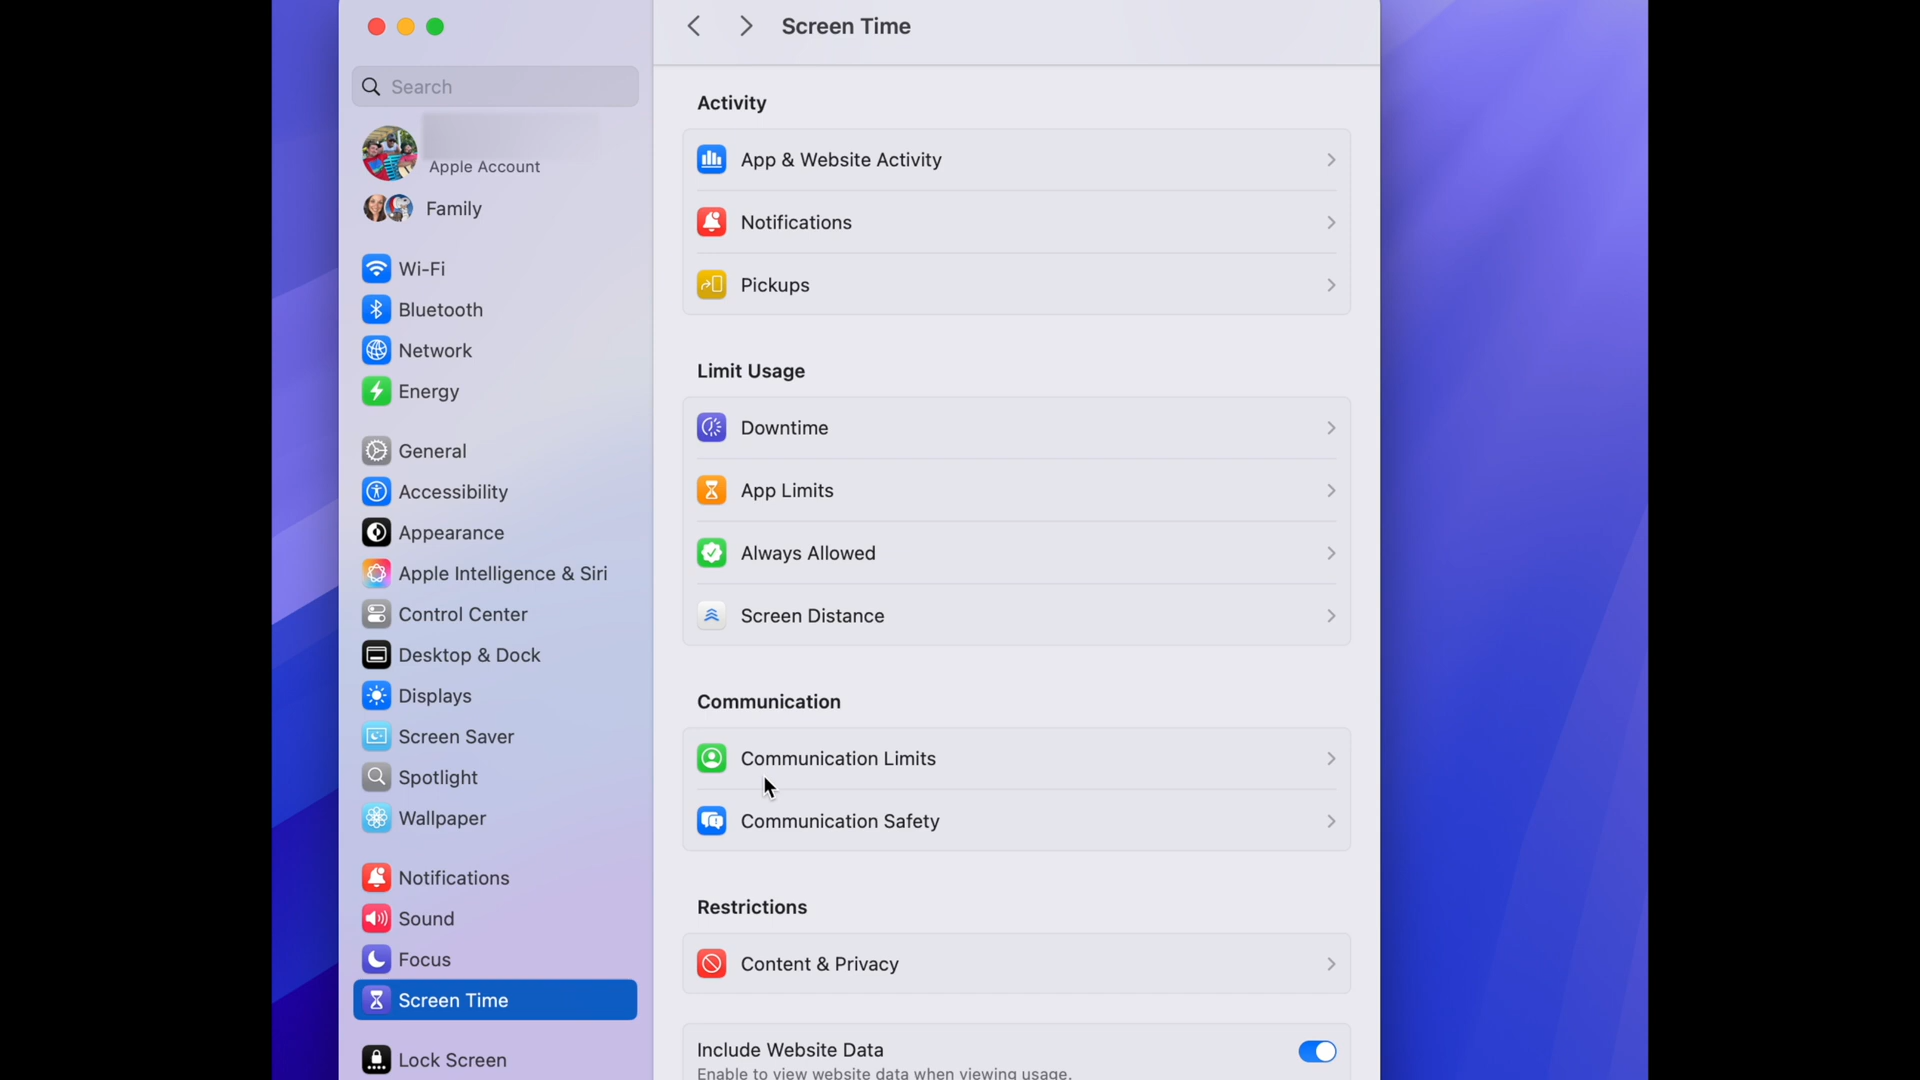 Screen Time
Search
Apple Account
Family
Wi-Fi
Bluetooth
Network
Energy
General
Accessibility
Appearance
Apple Intelligence & Siri
Control Center
Desktop & Dock
Displays
Screen Saver
Spotlight
Wallpaper
Notifications
Sound
Focus
Screen Time
Lock Screen
Activity
App & Website Activity
Notifications
Pickups
Limit Usage
Downtime
App Limits
Always Allowed
Screen Distance
Communication
Communication Limits
Communication Safety
Restrictions
Content & Privacy
Include Website Data
Enable to view website data when viewing usage.